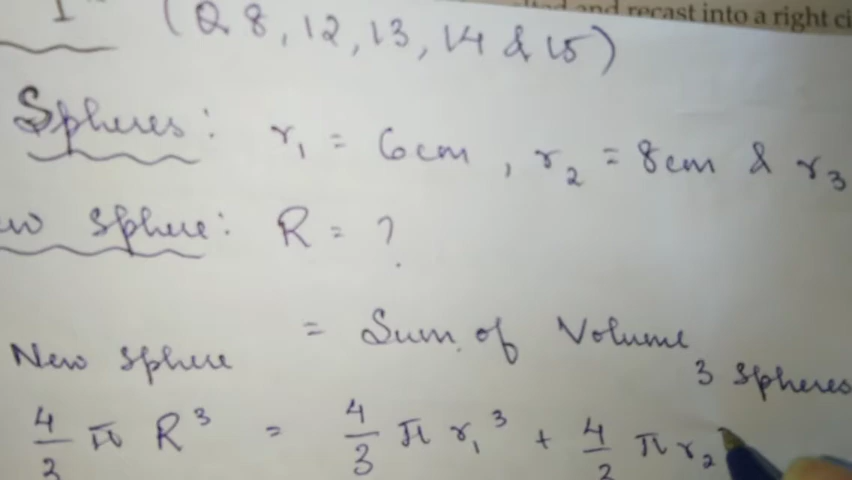 and recast into a right ci
(Q 8, 12, 13, 14 & 15)
Spheres: r₁ = 6cm, r₂ = 8cm & r₃
sphere: R = ?
New sphere = Sum of Volume
3 spheres
4/3 π R³ = 4/3 π r₁³ + 4/3 π r₂